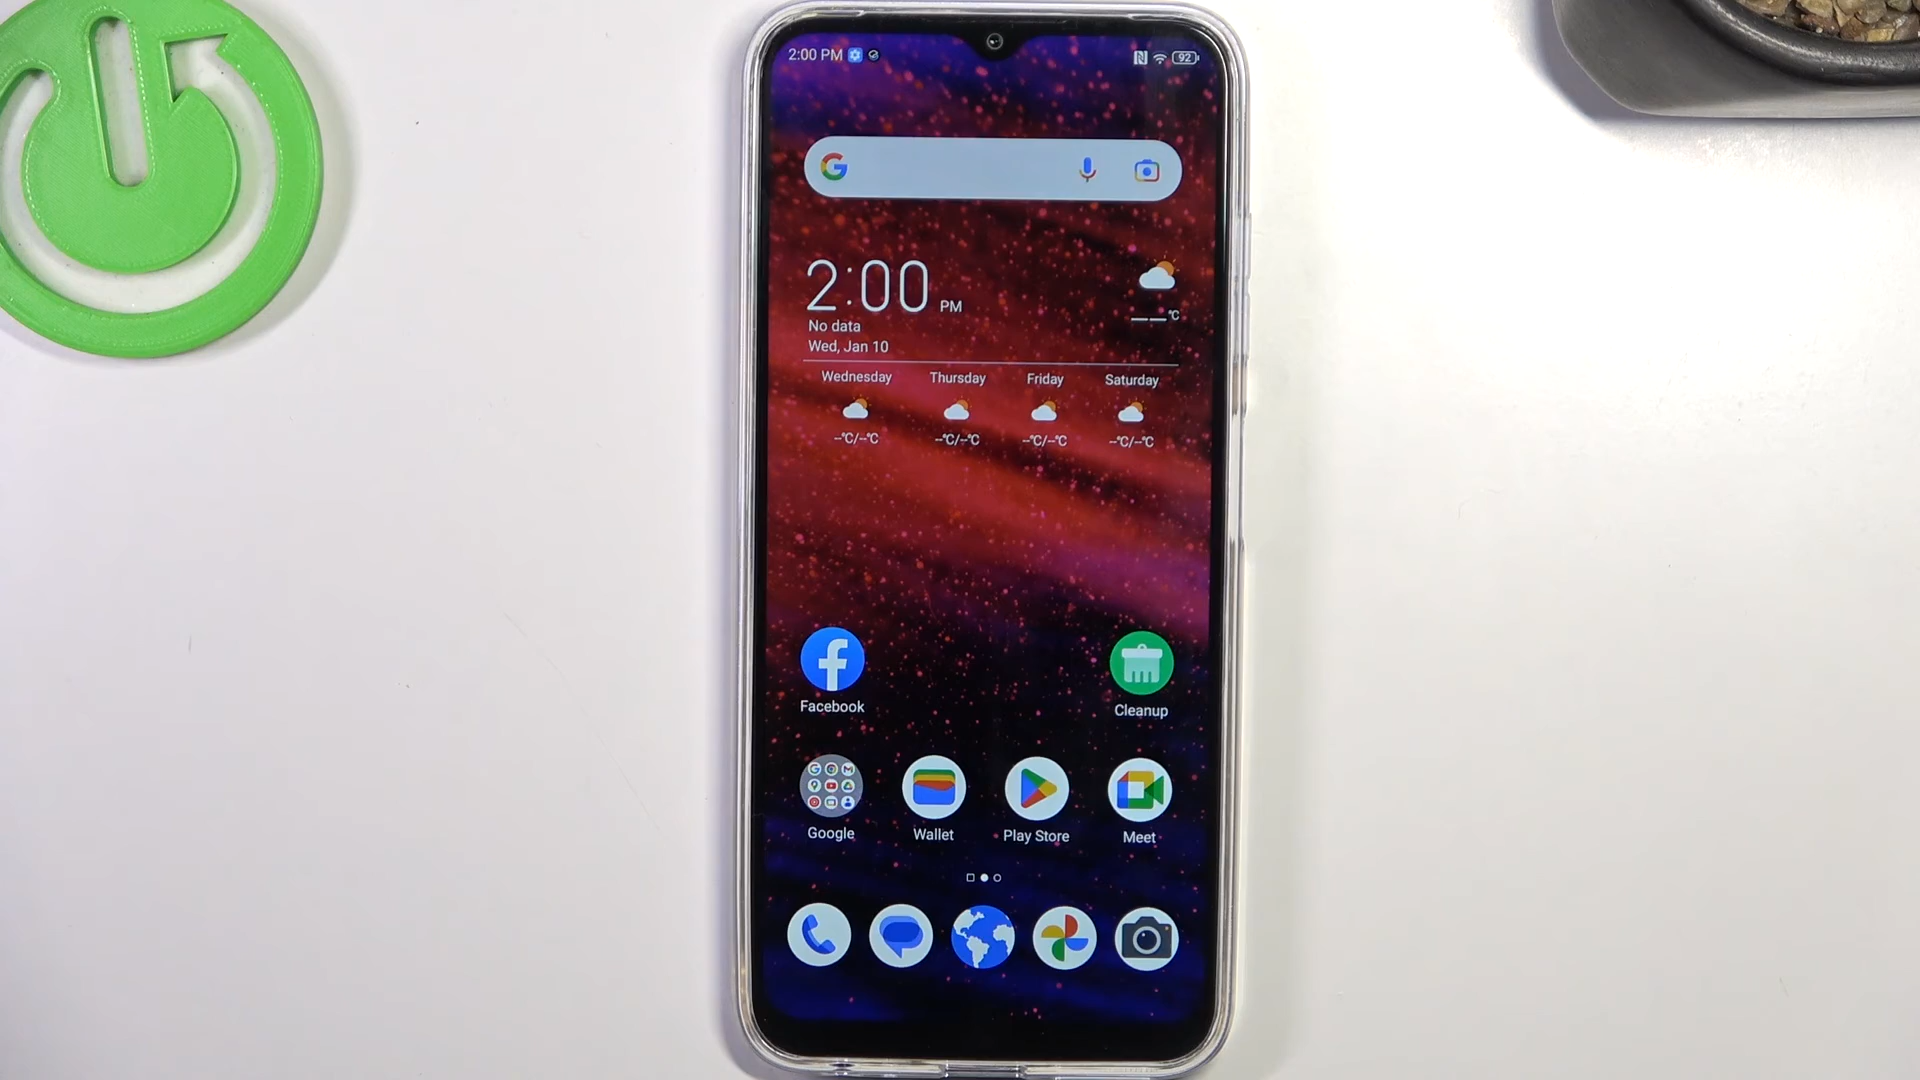 2:00 PM
92
2:00 PM
°C
No data
Wed, Jan 10
Wednesday Thursday Friday Saturday
--°C/--°C --°C/--°C --°C/--°C --°C/--°C
Facebook Cleanup
Google Wallet Play Store Meet